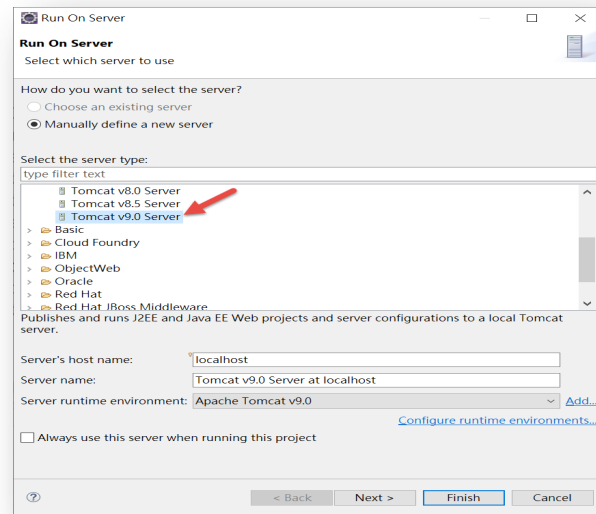 Run On Server
Run On Server
Select which server to use
How do you want to select the server?
Choose an existing server
Manually define a new server
Select the server type:
type filter text
Tomcat v8.0 Server
Tomcat v8.5 Server
Tomcat v9.0 Server
Basic
Cloud Foundry
IBM
ObjectWeb
Oracle
Red Hat
Red Hat JBoss Middleware
Publishes and runs J2EE and Java EE Web projects and server configurations to a local Tomcat
server.
Server's host name: localhost
Server name: Tomcat v9.0 Server at localhost
Server runtime environment: Apache Tomcat v9.0 Add...
Configure runtime environments...
Always use this server when running this project
? < Back Next > Finish Cancel